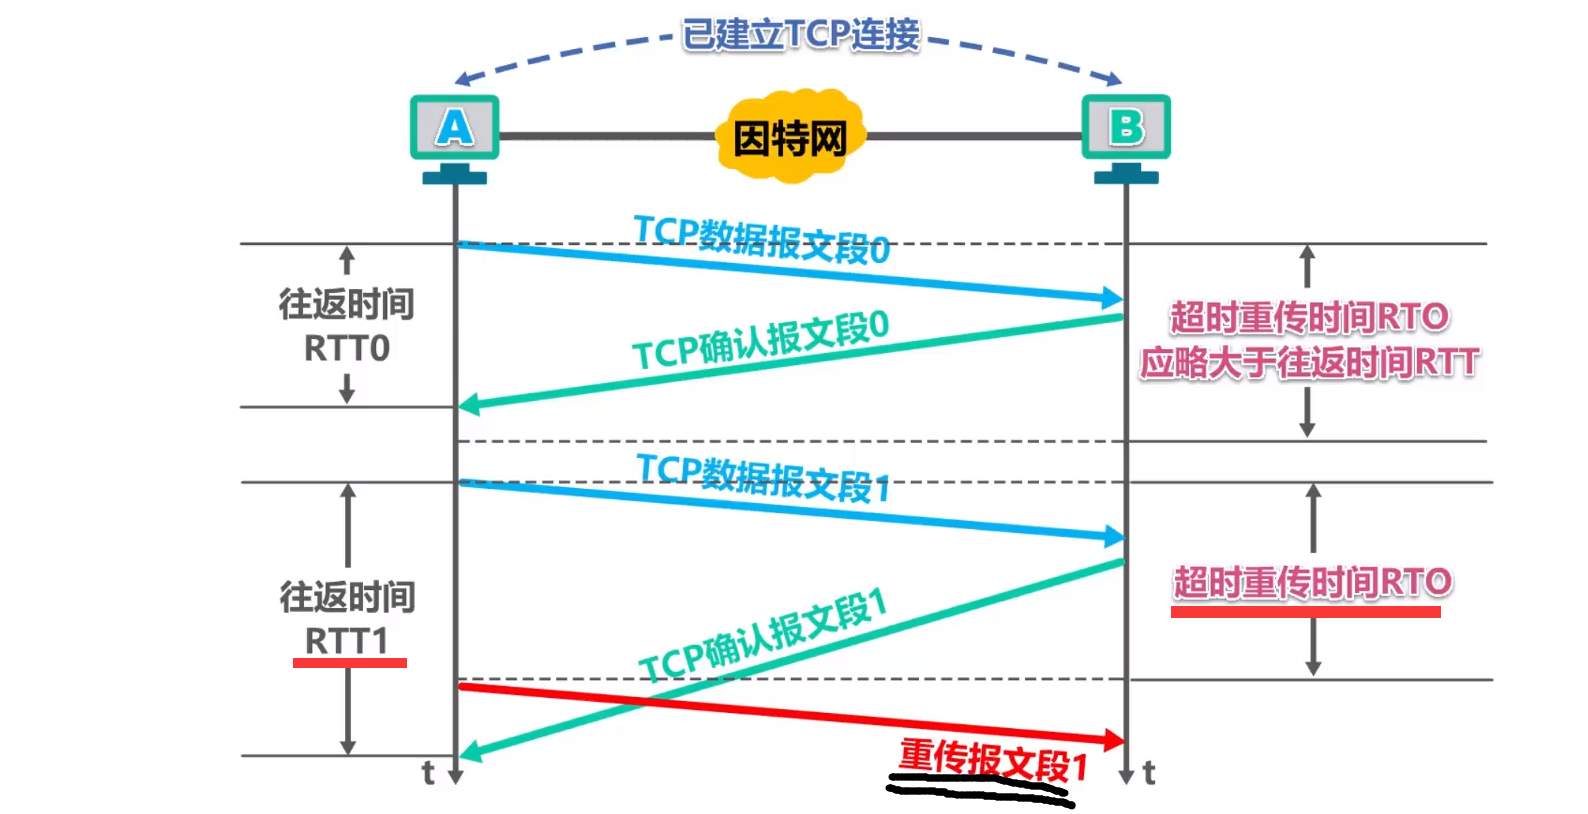 已建立TCP连接
A
因特网
B
TCP数据报文段0
往返时间
RTT0
TCP确认报文段0
超时重传时间RTO
应略大于往返时间RTT
TCP数据报文段1
往返时间
RTT1
TCP确认报文段1
超时重传时间RTO
重传报文段1
t
t